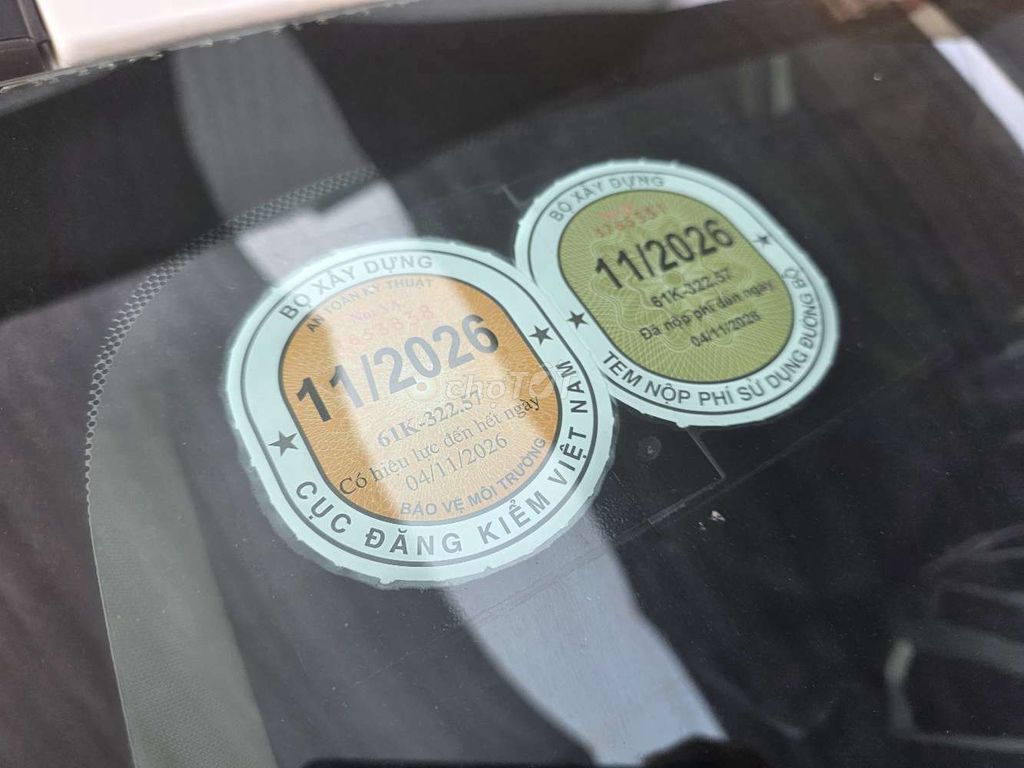 BỘ XÂY DỰNG
AN TOÀN KỸ THUẬT
11/2026
61K-322.57
Có hiệu lực đến hết ngày
04/11/2026
BẢO VỆ MÔI TRƯỜNG
★ CỤC ĐĂNG KIỂM VIỆT NAM ★
BỘ XÂY DỰNG
11/2026
61K-322.57
Đã nộp phí đến ngày
04/11/2026
★ TEM NỘP PHÍ SỬ DỤNG ĐƯỜNG BỘ ★